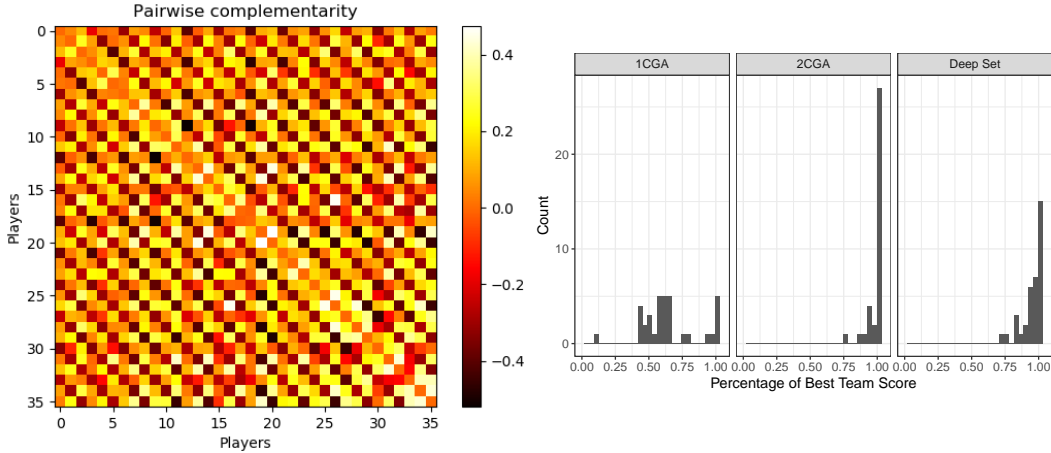 Pairwise complementarity
0
5
10
15
20
25
30
35
Players
0 5 10 15 20 25 30 35
Players
0.4
0.2
0.0
−0.2
−0.4
1CGA 2CGA Deep Set
20
10
0
Count
0.00 0.25 0.50 0.75 1.00 0.00 0.25 0.50 0.75 1.00 0.00 0.25 0.50 0.75 1.00
Percentage of Best Team Score